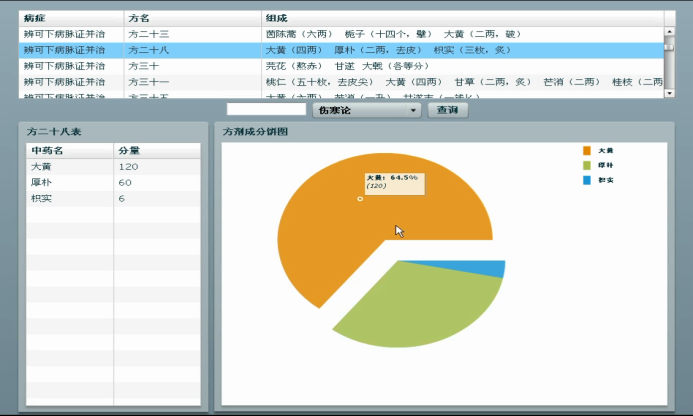 病症 方名 组成
辨可下病脉证并治 方二十三 茵陈蒿（六两） 栀子（十四个，擘） 大黄（二两，破）
辨可下病脉证并治 方二十八 大黄（四两） 厚朴（二两，去皮） 枳实（三枚，炙）
辨可下病脉证并治 方三十 芫花（熬赤） 甘遂 大戟（各等分）
辨可下病脉证并治 方三十一 桃仁（五十枚，去皮尖） 大黄（四两） 甘草（二两，炙） 芒消（二两） 桂枝（二两
伤寒论 查询
方二十八表
中药名 分量
大黄 120
厚朴 60
枳实 6
方剂成分饼图
大黄：64.5%
(120)
大黄
厚朴
枳实